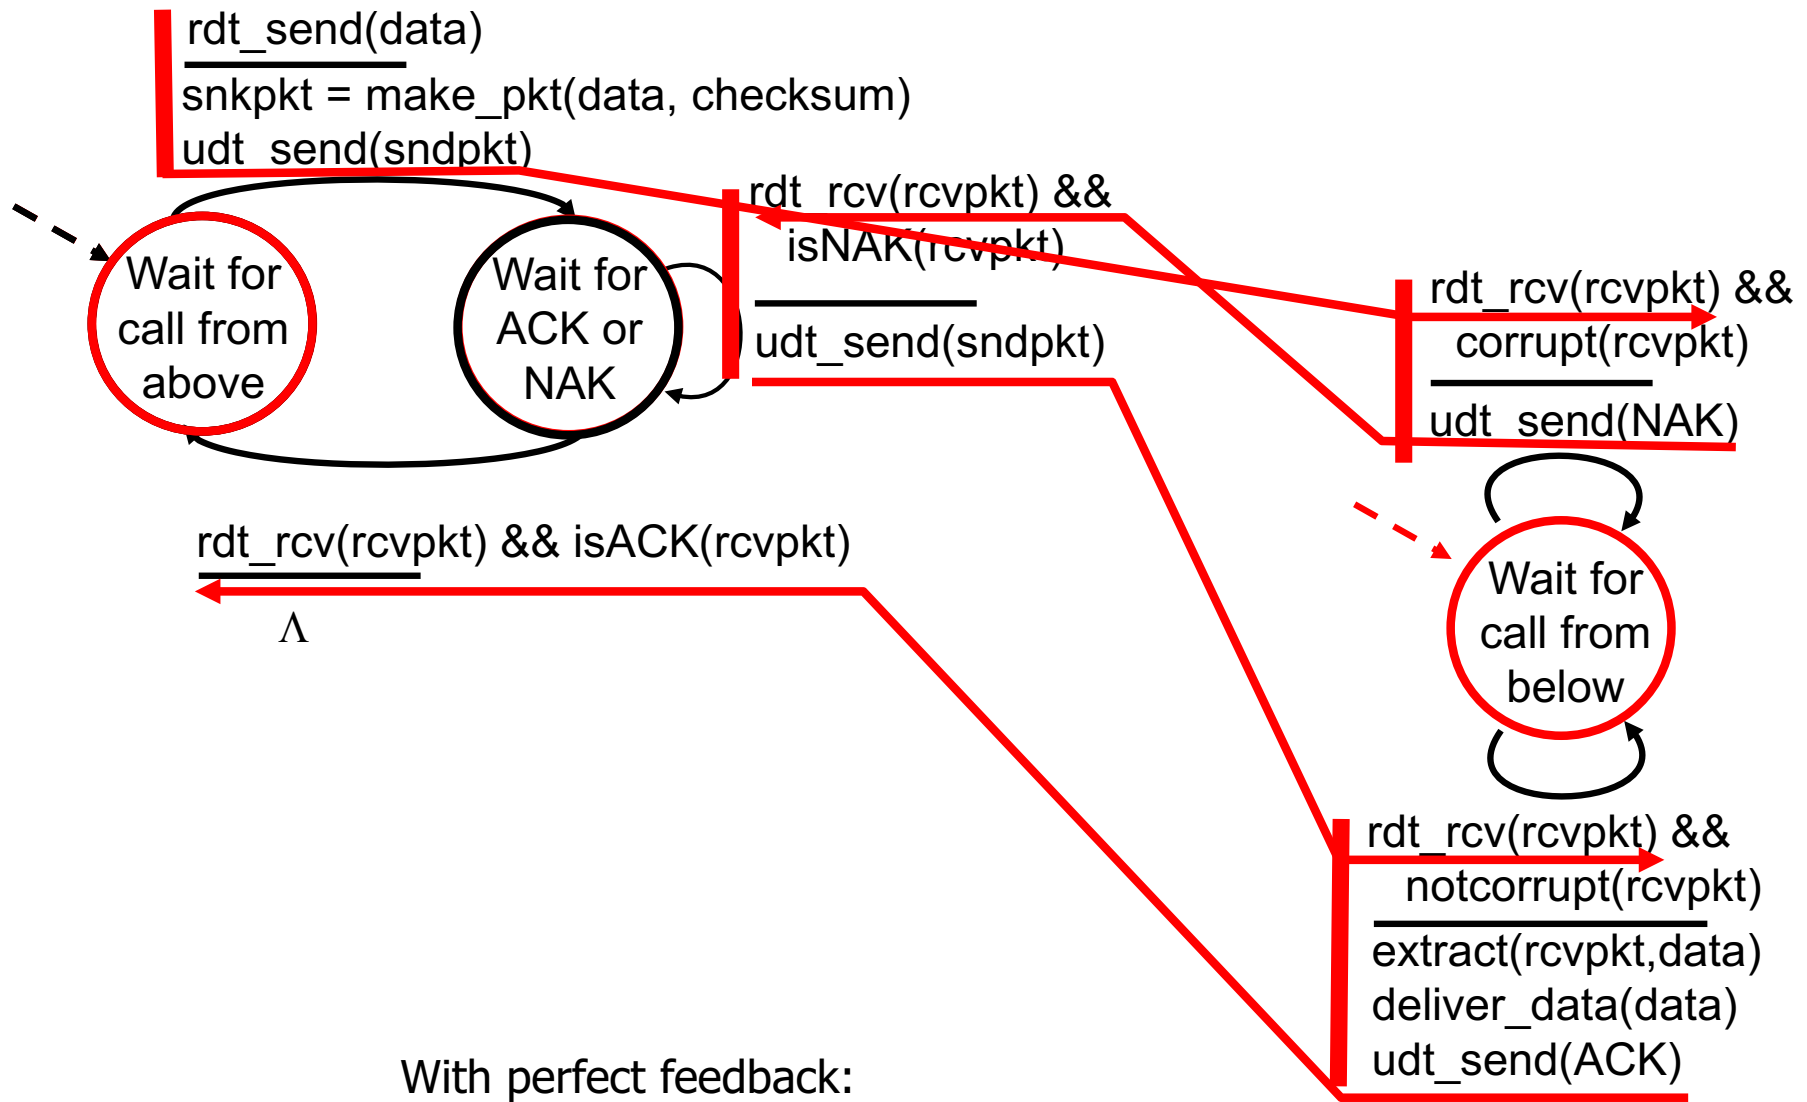 rdt_send(data)
snkpkt = make_pkt(data, checksum)
udt_send(sndpkt)
Wait for
call from
above
Wait for
ACK or
NAK
rdt_rcv(rcvpkt) &&
isNAK(rcvpkt)
udt_send(sndpkt)
rdt_rcv(rcvpkt) && isACK(rcvpkt)
Λ
rdt_rcv(rcvpkt) &&
corrupt(rcvpkt)
udt_send(NAK)
Wait for
call from
below
rdt_rcv(rcvpkt) &&
notcorrupt(rcvpkt)
extract(rcvpkt,data)
deliver_data(data)
udt_send(ACK)
With perfect feedback: